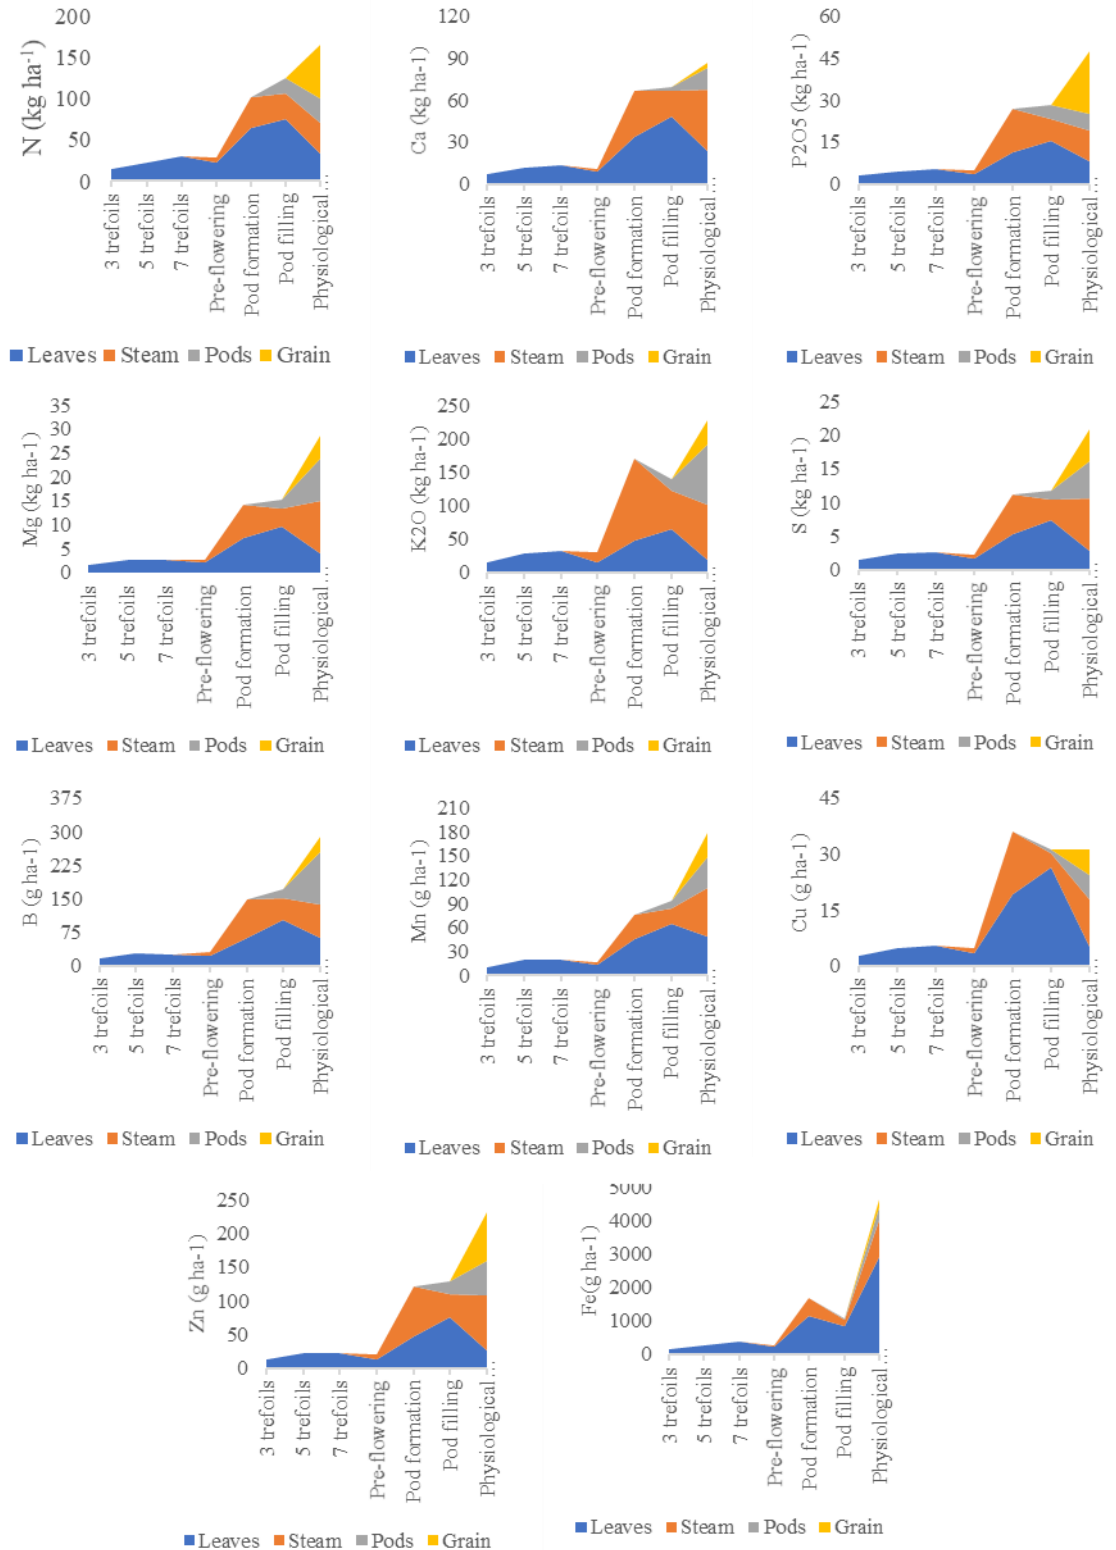 N (kg ha-1)
200
150
100
50
0
3 trefoils
5 trefoils
7 trefoils
Pre-flowering
Pod formation
Pod filling
Physiological…
Leaves Steam Pods Grain
Ca (kg ha-1)
120
90
60
30
0
3 trefoils
5 trefoils
7 trefoils
Pre-flowering
Pod formation
Pod filling
Physiological…
Leaves Steam Pods Grain
P2O5 (kg ha-1)
60
45
30
15
0
3 trefoils
5 trefoils
7 trefoils
Pre-flowering
Pod formation
Pod filling
Physiological…
Leaves Steam Pods Grain
Mg (kg ha-1)
35
30
25
20
15
10
5
0
3 trefoils
5 trefoils
7 trefoils
Pre-flowering
Pod formation
Pod filling
Physiological…
Leaves Steam Pods Grain
K2O (kg ha-1)
250
200
150
100
50
0
3 trefoils
5 trefoils
7 trefoils
Pre-flowering
Pod formation
Pod filling
Physiological…
Leaves Steam Pods Grain
S (kg ha-1)
25
20
15
10
5
0
3 trefoils
5 trefoils
7 trefoils
Pre-flowering
Pod formation
Pod filling
Physiological…
Leaves Steam Pods Grain
B (g ha-1)
375
300
225
150
75
0
3 trefoils
5 trefoils
7 trefoils
Pre-flowering
Pod formation
Pod filling
Physiological…
Leaves Steam Pods Grain
Mn (g ha-1)
210
180
150
120
90
60
30
0
3 trefoils
5 trefoils
7 trefoils
Pre-flowering
Pod formation
Pod filling
Physiological…
Leaves Steam Pods Grain
Cu (g ha-1)
45
30
15
0
3 trefoils
5 trefoils
7 trefoils
Pre-flowering
Pod formation
Pod filling
Physiological…
Leaves Steam Pods Grain
Zn (g ha-1)
250
200
150
100
50
0
3 trefoils
5 trefoils
7 trefoils
Pre-flowering
Pod formation
Pod filling
Physiological…
Leaves Steam Pods Grain
Fe(g ha-1)
5000
4000
3000
2000
1000
0
3 trefoils
5 trefoils
7 trefoils
Pre-flowering
Pod formation
Pod filling
Physiological…
Leaves Steam Pods Grain